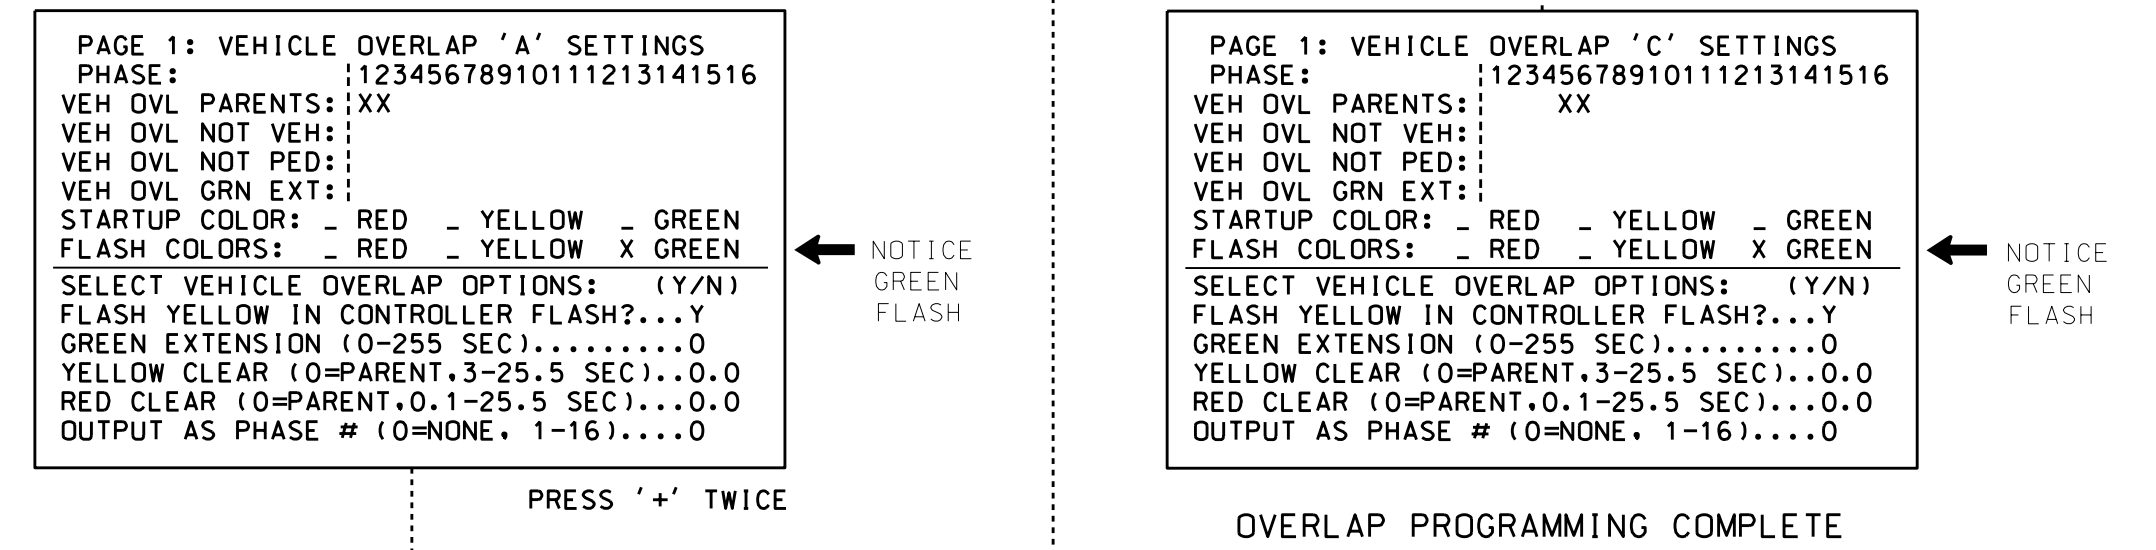 PAGE 1: VEHICLE OVERLAP 'A' SETTINGS
PHASE: ¦12345678910111213141516
VEH OVL PARENTS:¦XX
VEH OVL NOT VEH:¦
VEH OVL NOT PED:¦
VEH OVL GRN EXT:¦
STARTUP COLOR: _ RED _ YELLOW _ GREEN
FLASH COLORS: _ RED _ YELLOW X GREEN
SELECT VEHICLE OVERLAP OPTIONS: (Y/N)
FLASH YELLOW IN CONTROLLER FLASH?...Y
GREEN EXTENSION (0-255 SEC).........0
YELLOW CLEAR (0=PARENT,3-25.5 SEC)..0.0
RED CLEAR (0=PARENT,0.1-25.5 SEC)...0.0
OUTPUT AS PHASE # (0=NONE, 1-16)....0
NOTICE
GREEN
FLASH
PRESS '+' TWICE
PAGE 1: VEHICLE OVERLAP 'C' SETTINGS
PHASE: ¦12345678910111213141516
VEH OVL PARENTS:¦ XX
VEH OVL NOT VEH:¦
VEH OVL NOT PED:¦
VEH OVL GRN EXT:¦
STARTUP COLOR: _ RED _ YELLOW _ GREEN
FLASH COLORS: _ RED _ YELLOW X GREEN
SELECT VEHICLE OVERLAP OPTIONS: (Y/N)
FLASH YELLOW IN CONTROLLER FLASH?...Y
GREEN EXTENSION (0-255 SEC).........0
YELLOW CLEAR (0=PARENT,3-25.5 SEC)..0.0
RED CLEAR (0=PARENT,0.1-25.5 SEC)...0.0
OUTPUT AS PHASE # (0=NONE, 1-16)....0
NOTICE
GREEN
FLASH
OVERLAP PROGRAMMING COMPLETE